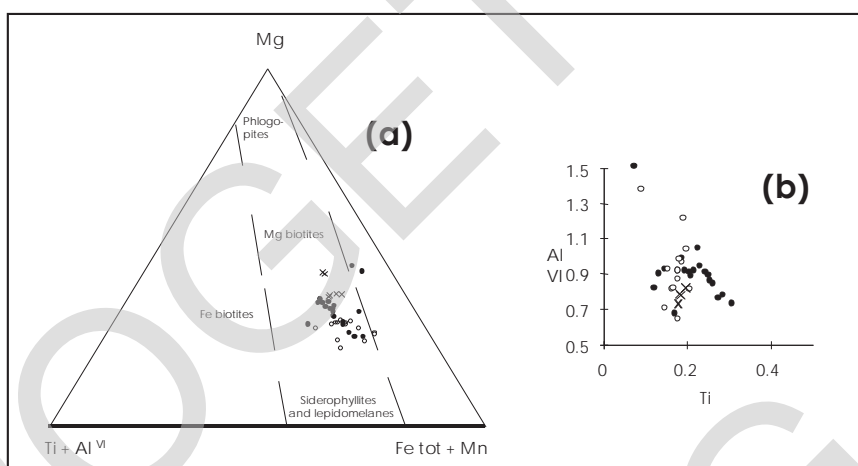 Mg
(a)
Phlogo-
pites
Mg biotites
Fe biotites
Siderophyllites
and lepidomelanes
Ti + Al VI
Fe tot + Mn
(b)
1.5
1.3
1.1
Al
VI 0.9
0.7
0.5
0 0.2 0.4
Ti